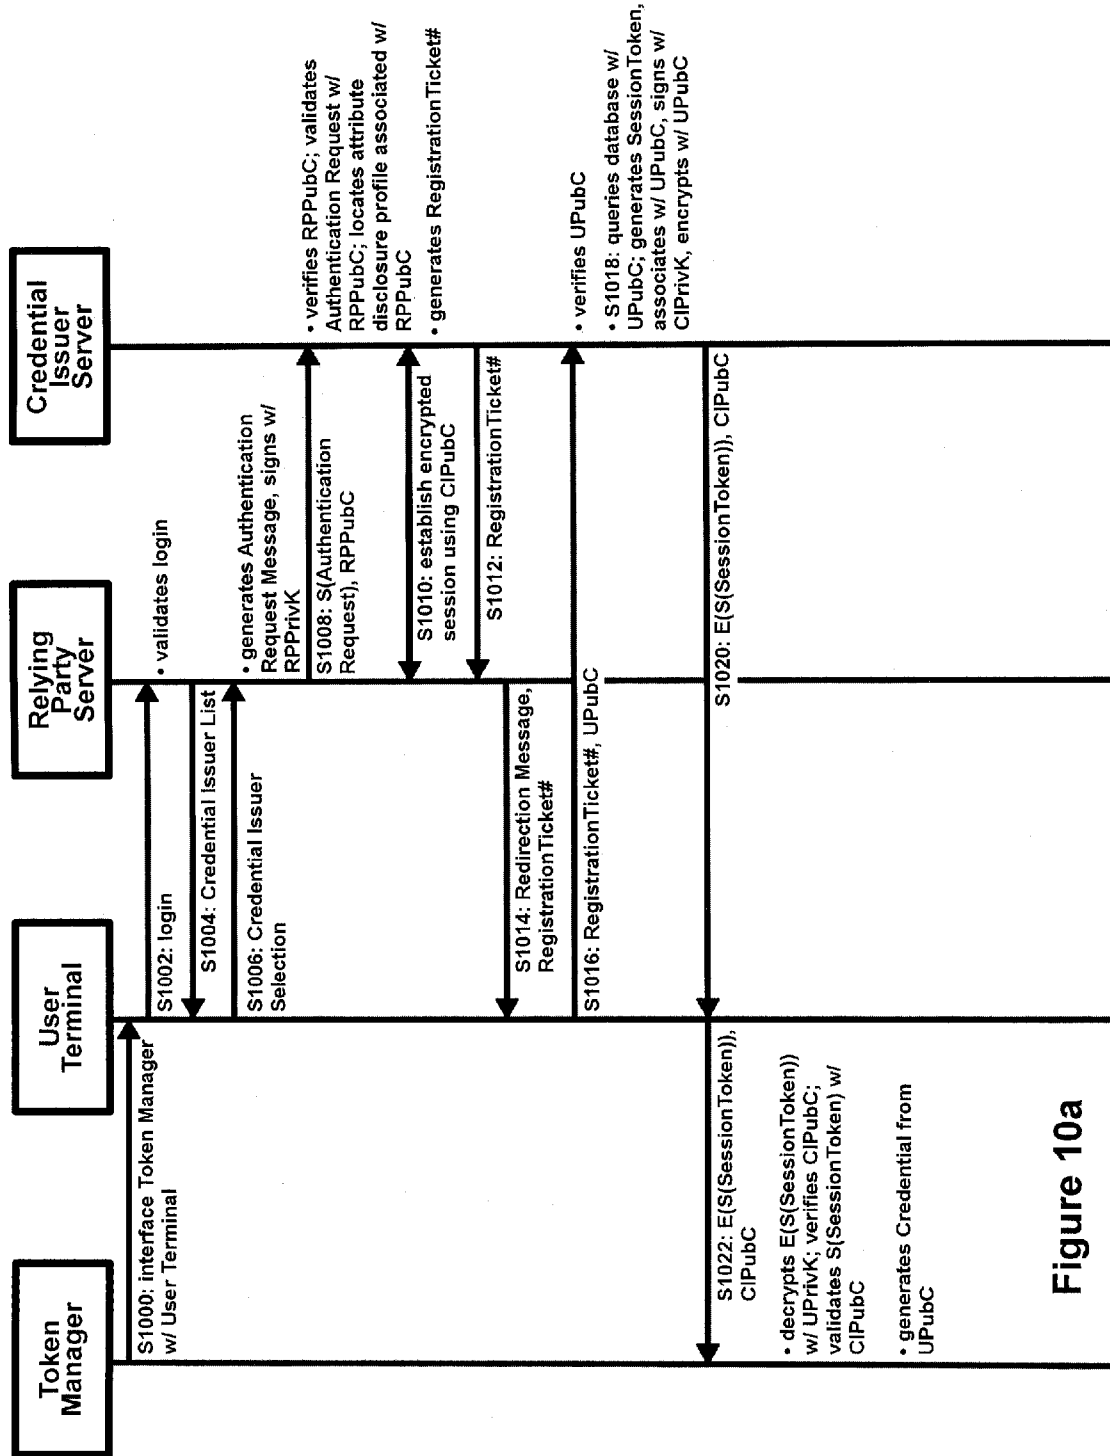 Token
Manager
User
Terminal
Relying
Party
Server
Credential
Issuer
Server
S1000: interface Token Manager
w/ User Terminal
S1002: login
• validates login
S1004: Credential Issuer List
S1006: Credential Issuer
Selection
• generates Authentication
Request Message, signs w/
RPPrivK
S1008: S(Authentication
Request), RPPubC
• verifies RPPubC; validates
Authentication Request w/
RPPubC; locates attribute
disclosure profile associated w/
RPPubC
S1010: establish encrypted
session using CIPubC
• generates RegistrationTicket#
S1012: RegistrationTicket#
S1014: Redirection Message,
RegistrationTicket#
S1016: RegistrationTicket#, UPubC
• verifies UPubC
• S1018: queries database w/
UPubC; generates SessionToken,
associates w/ UPubC, signs w/
CIPrivK, encrypts w/ UPubC
S1020: E(S(SessionToken)), CIPubC
S1022: E(S(SessionToken)),
CIPubC
• decrypts E(S(SessionToken))
w/ UPrivK; verifies CIPubC;
validates S(SessionToken) w/
CIPubC
• generates Credential from
UPubC
Figure 10a